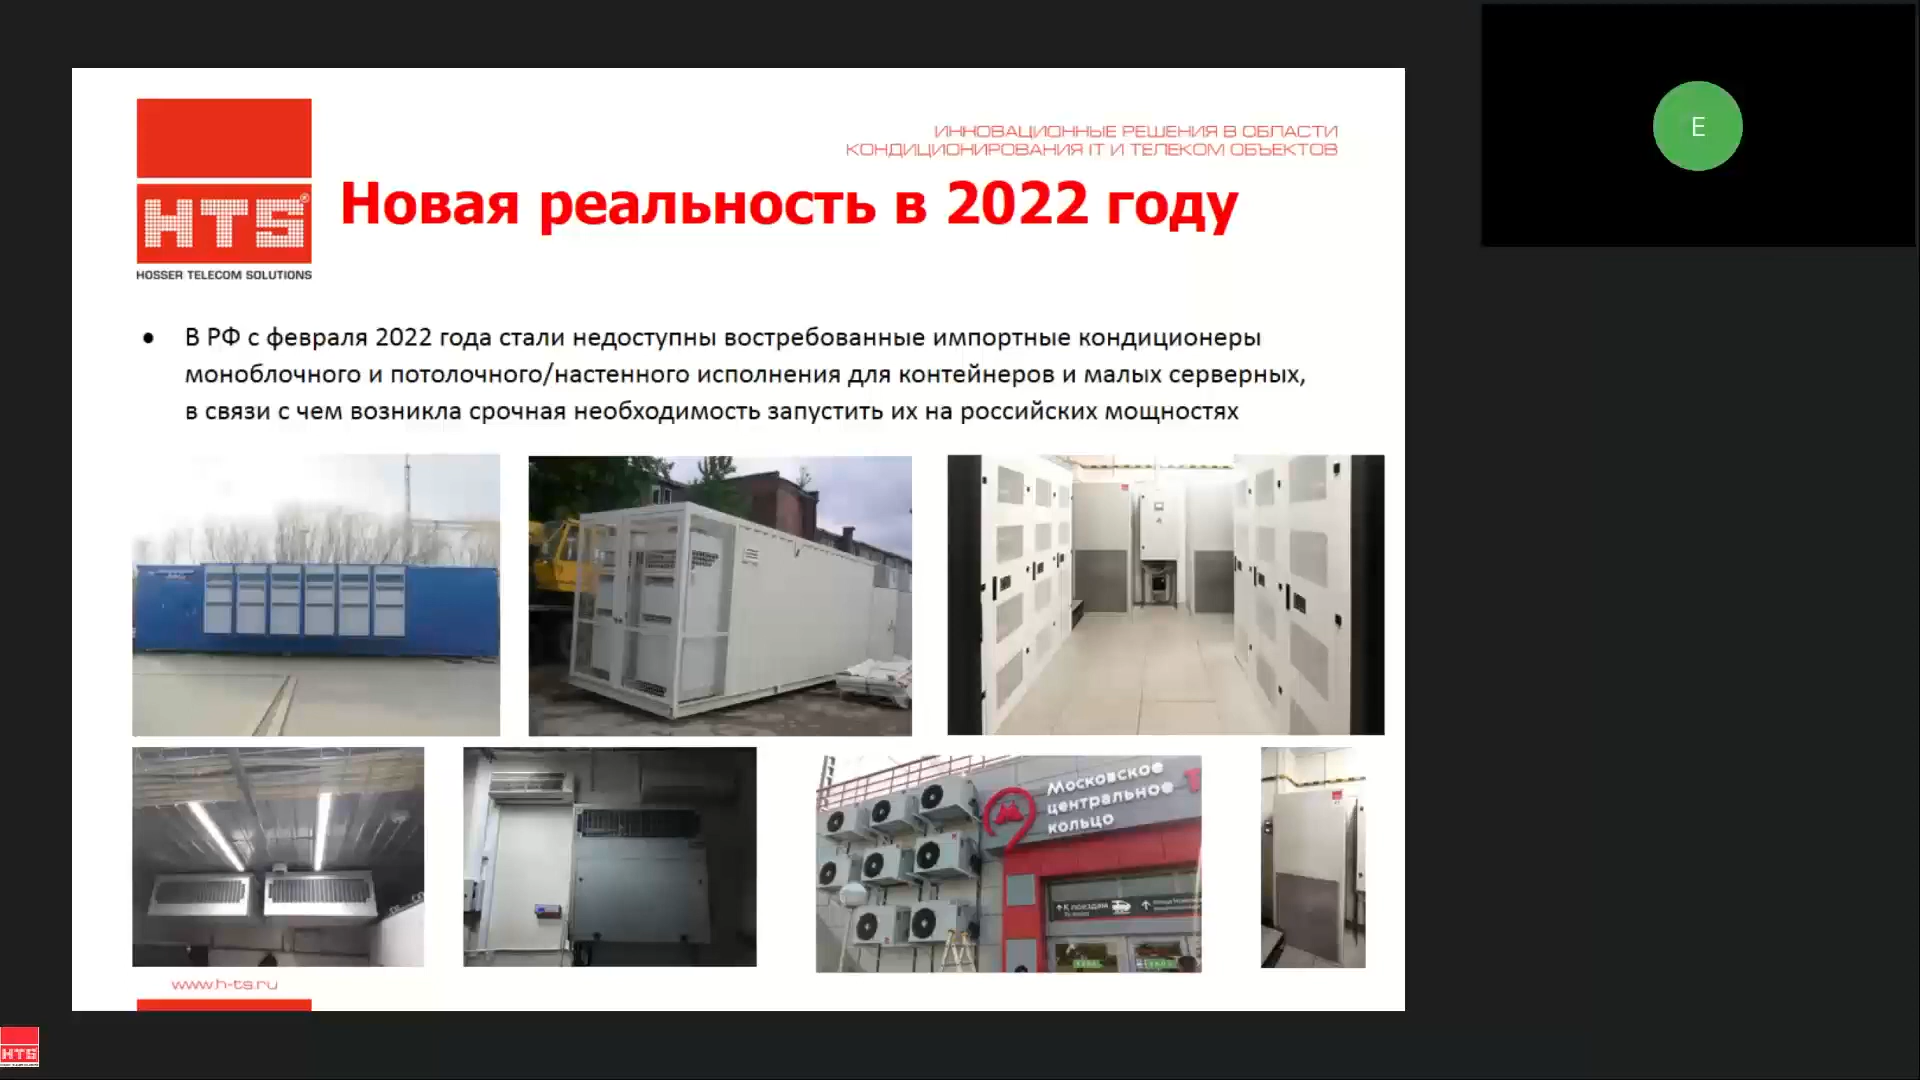 ИННОВАЦИОННЫЕ РЕШЕНИЯ В ОБЛАСТИ
КОНДИЦИОНИРОВАНИЯ IT И ТЕЛЕКОМ ОБЪЕКТОВ
HTS®
HOSSER TELECOM SOLUTIONS
Новая реальность в 2022 году
• В РФ с февраля 2022 года стали недоступны востребованные импортные кондиционеры
моноблочного и потолочного/настенного исполнения для контейнеров и малых серверных,
в связи с чем возникла срочная необходимость запустить их на российских мощностях
Московское
центральное
кольцо
К поездам
www.h-ts.ru
E
HTS